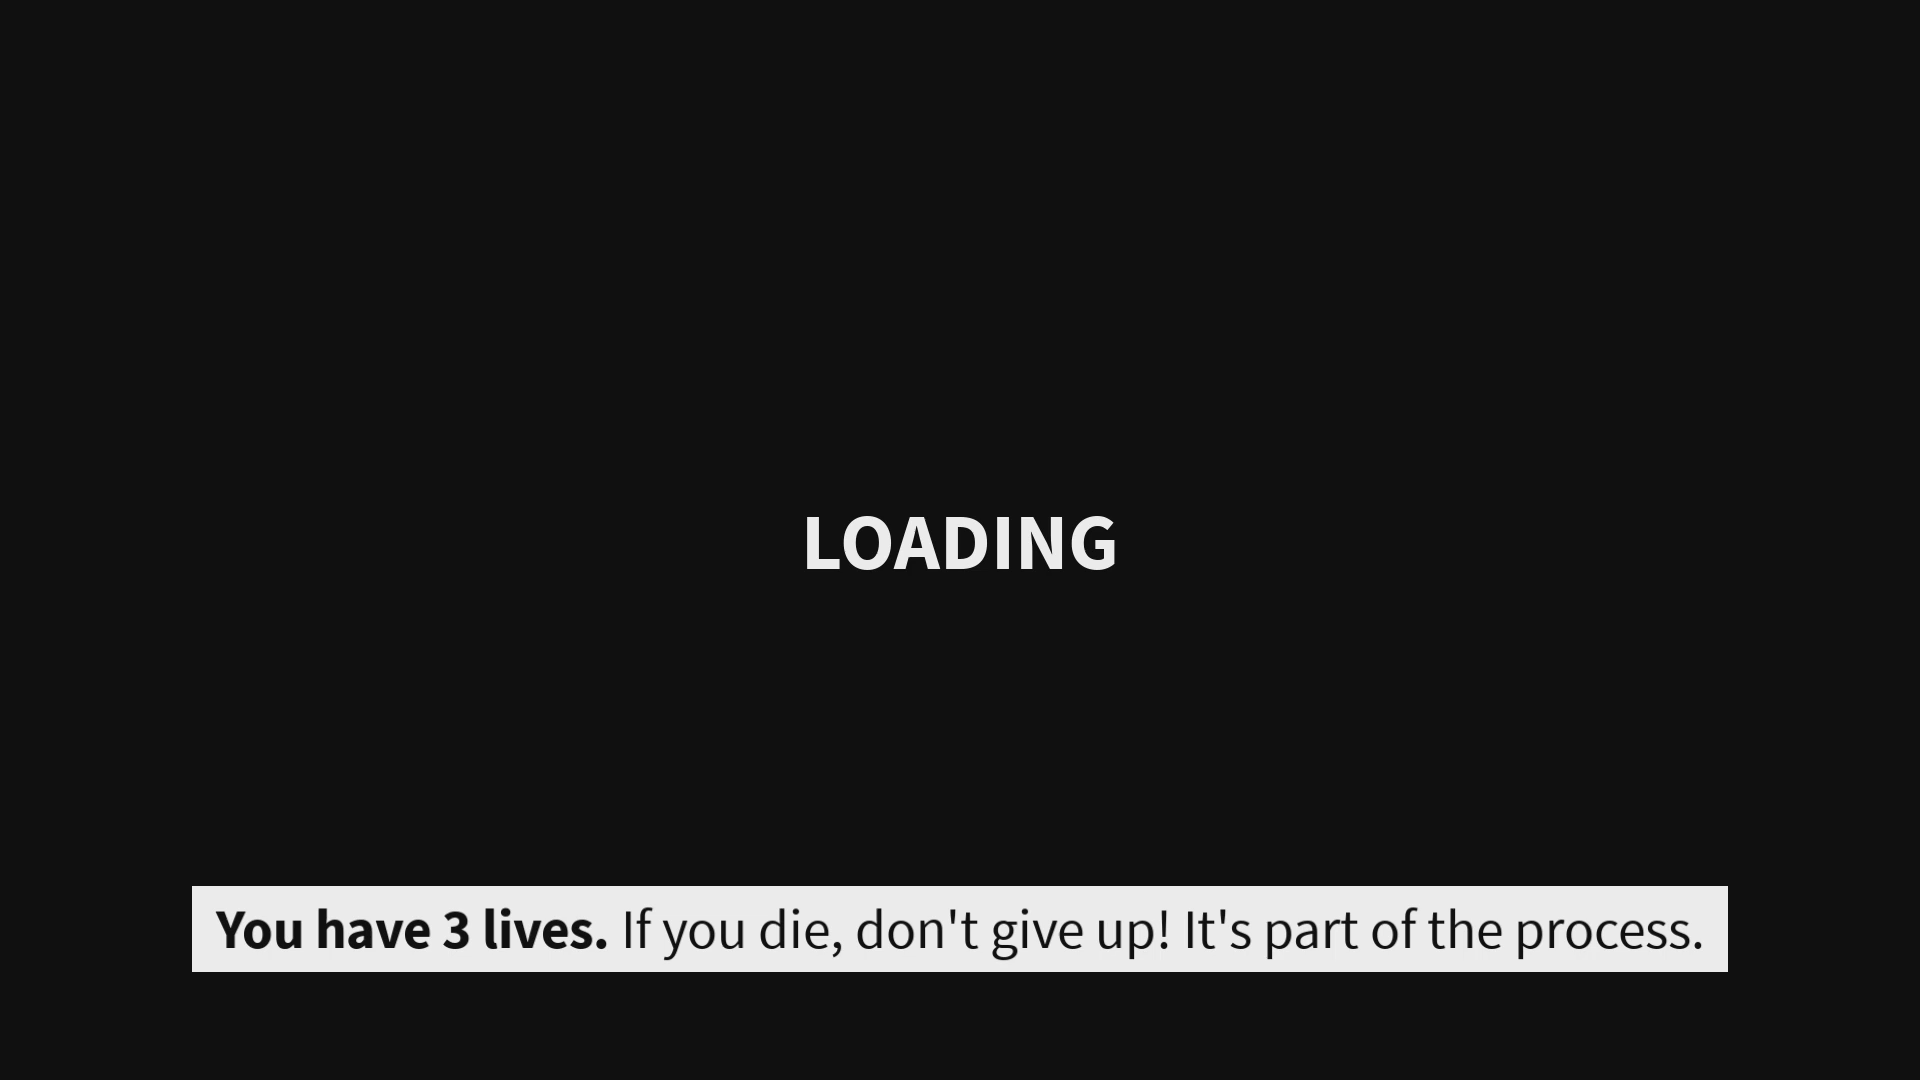 LOADING
You have 3 lives. If you die, don't give up! It's part of the process.